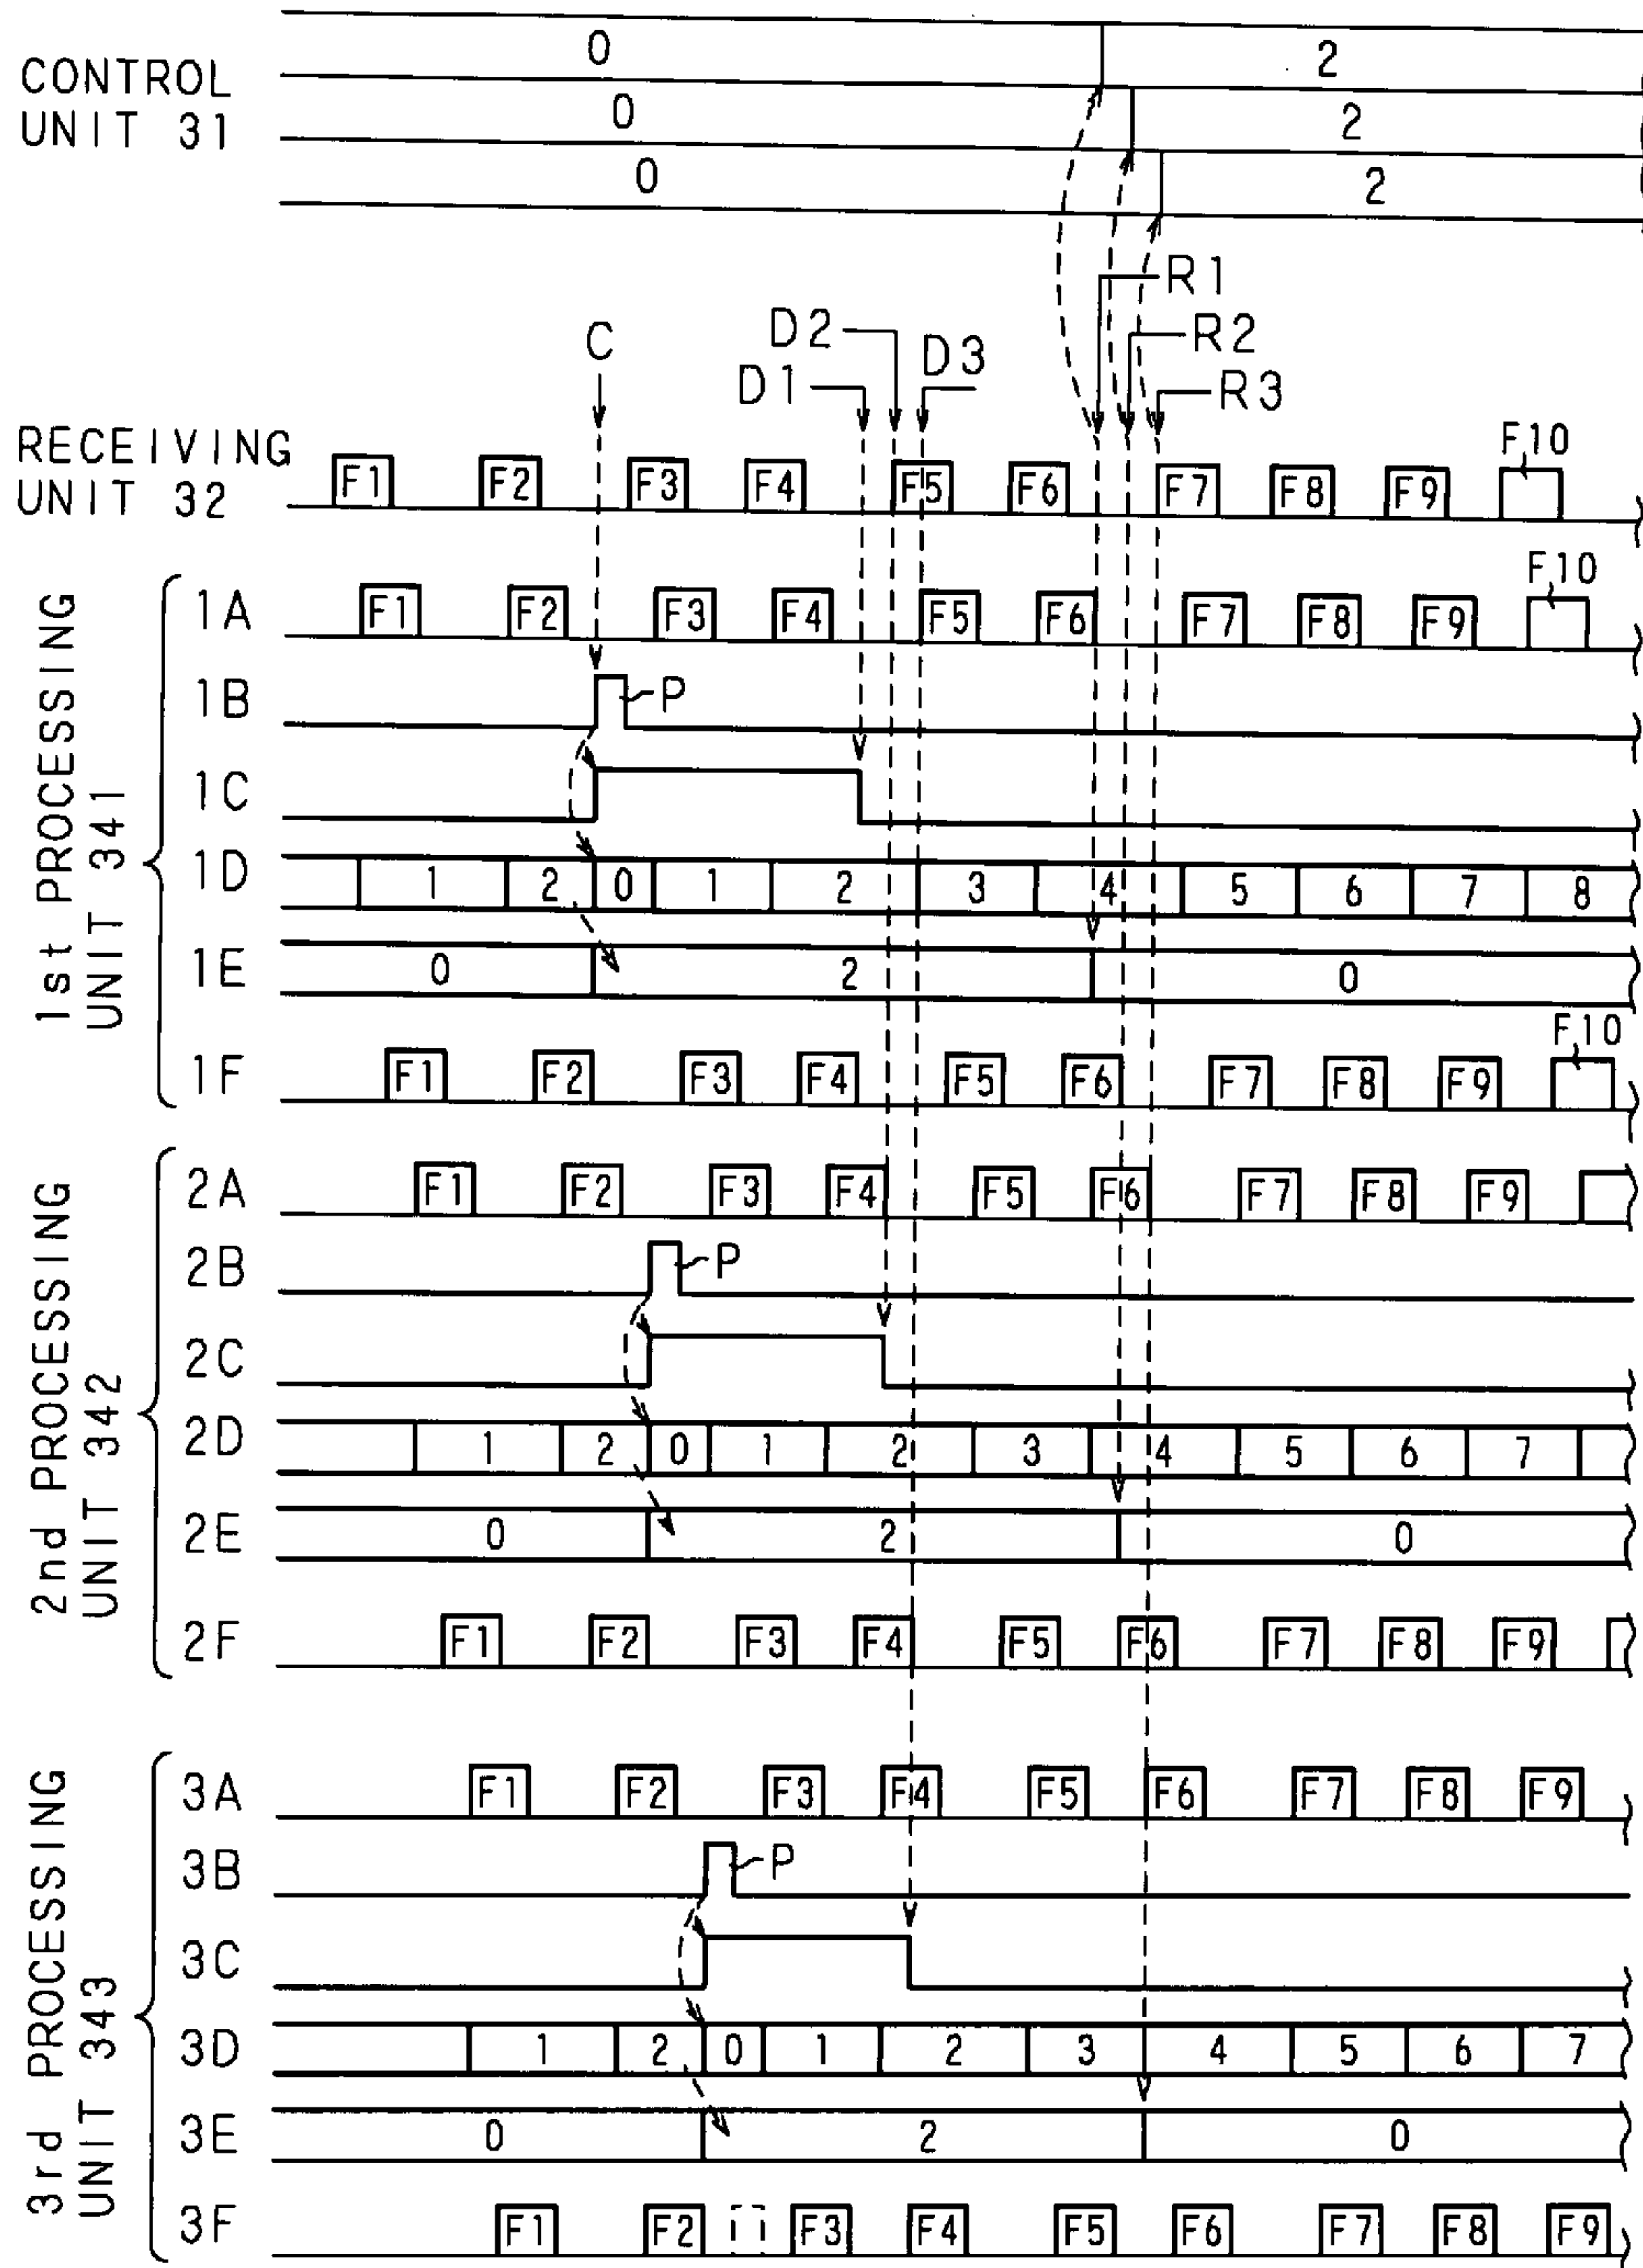 CONTROL
UNIT 31
0 2
0 2
0 2
R1
D2 R2
C D3
D1 R3
RECEIVING
UNIT 32
F1 F2 F3 F4 F5 F6 F7 F8 F9 F10
1st PROCESSING
UNIT 341
1A F1 F2 F3 F4 F5 F6 F7 F8 F9 F10
1B P
1C
1D 1 2 0 1 2 3 4 5 6 7 8
1E 0 2 0
1F F1 F2 F3 F4 F5 F6 F7 F8 F9 F10
2nd PROCESSING
UNIT 342
2A F1 F2 F3 F4 F5 F6 F7 F8 F9
2B P
2C
2D 1 2 0 1 2 3 4 5 6 7
2E 0 2 0
2F F1 F2 F3 F4 F5 F6 F7 F8 F9
3rd PROCESSING
UNIT 343
3A F1 F2 F3 F4 F5 F6 F7 F8 F9
3B P
3C
3D 1 2 0 1 2 3 4 5 6 7
3E 0 2 0
3F F1 F2 F3 F4 F5 F6 F7 F8 F9